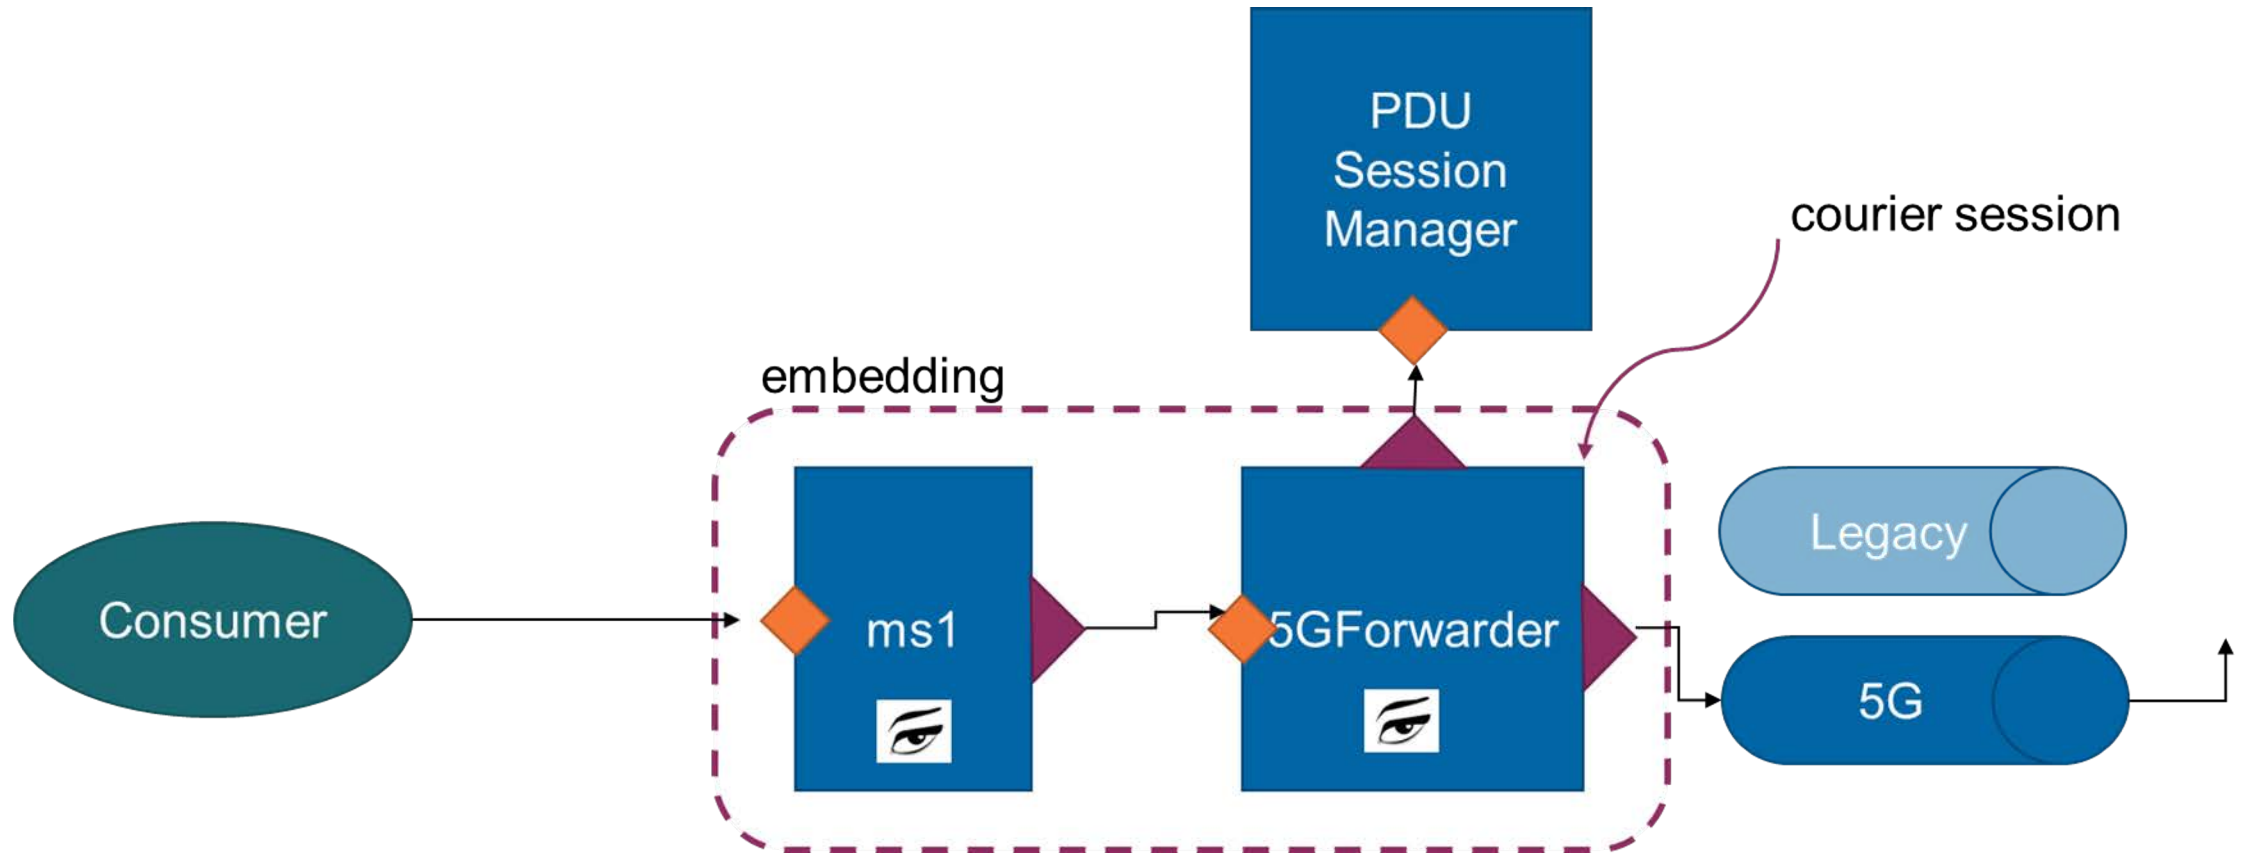 PDU
Session
Manager
courier session
embedding
Consumer
ms1
5GForwarder
Legacy
5G